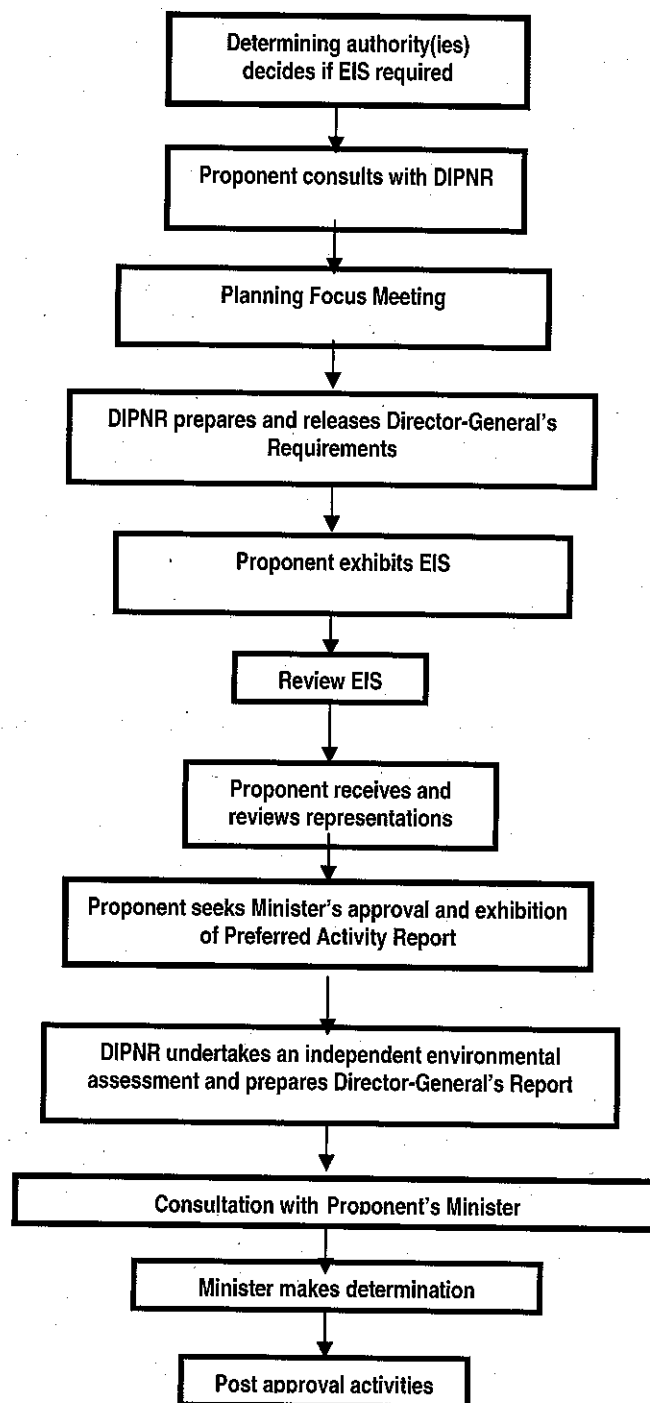 Determining authority(ies)
decides if EIS required
Proponent consults with DIPNR
Planning Focus Meeting
DIPNR prepares and releases Director-General's
Requirements
Proponent exhibits EIS
Review EIS
Proponent receives and
reviews representations
Proponent seeks Minister's approval and exhibition
of Preferred Activity Report
DIPNR undertakes an independent environmental
assessment and prepares Director-General's Report
Consultation with Proponent's Minister
Minister makes determination
Post approval activities